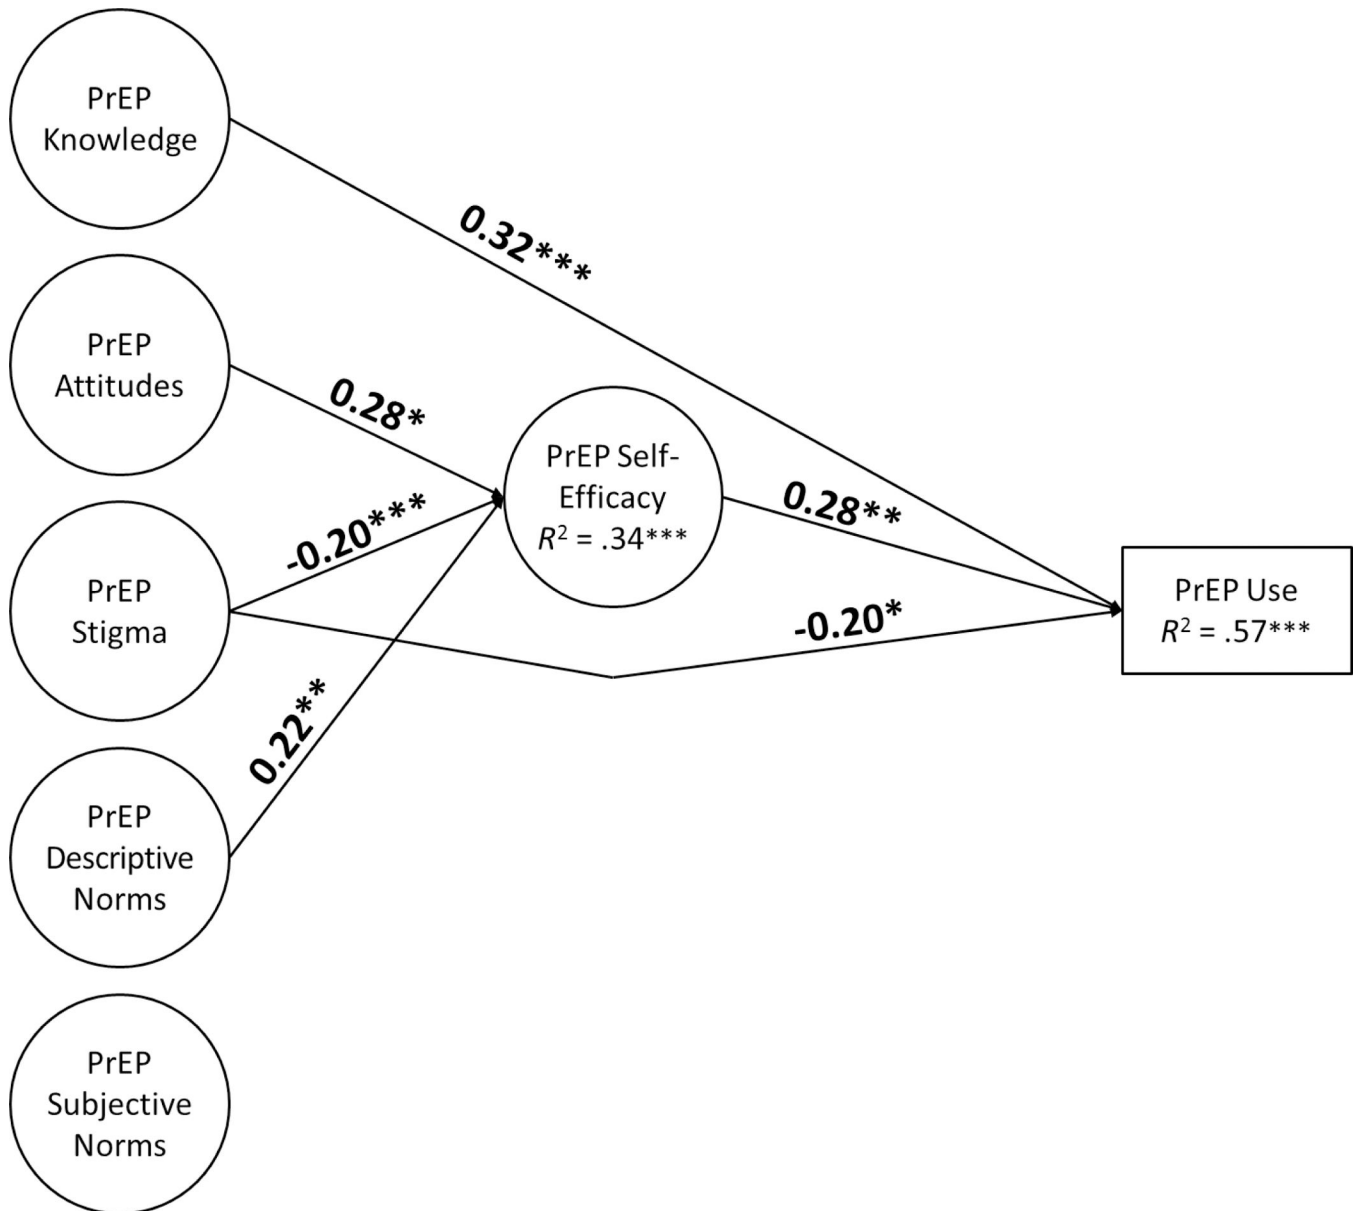 PrEP
Knowledge
0.32***
PrEP
Attitudes
0.28*
PrEP Self-
Efficacy
R² = .34***
0.28**
-0.20***
PrEP
Stigma
-0.20*
PrEP Use
R² = .57***
0.22**
PrEP
Descriptive
Norms
PrEP
Subjective
Norms